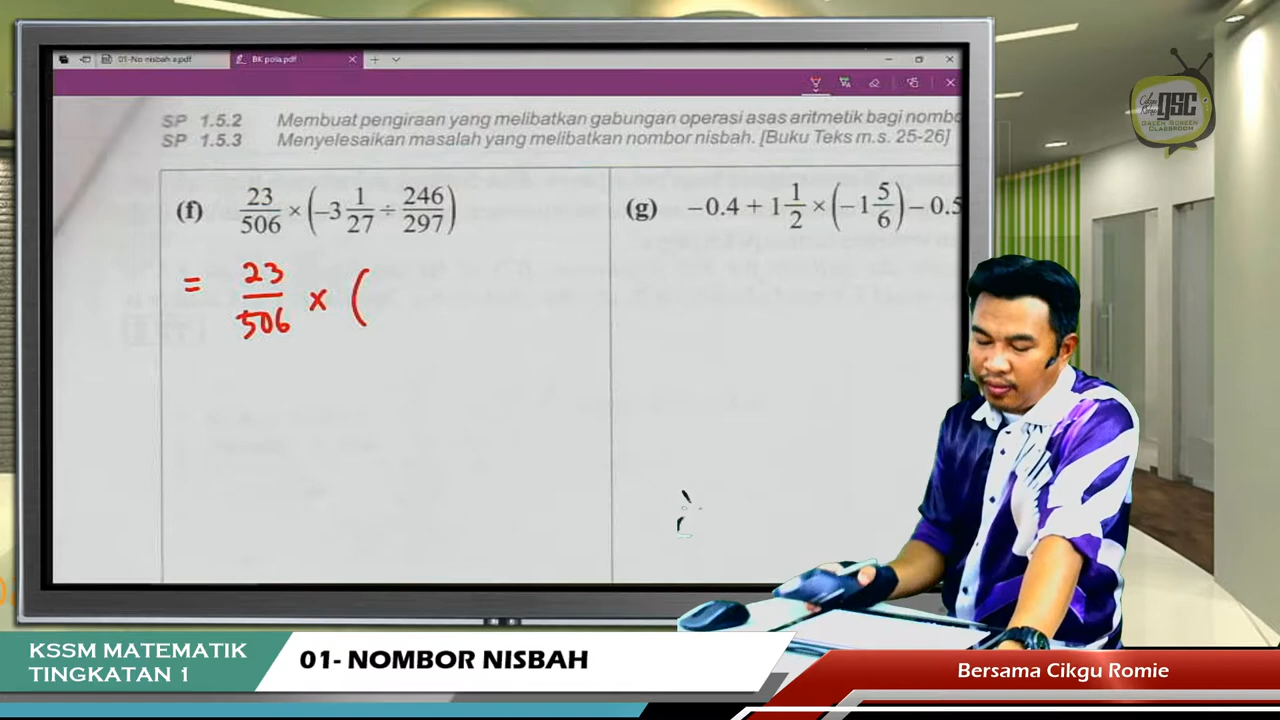 01-No nisbah a.pdf
BK pola.pdf
SP 1.5.2 Membuat pengiraan melibatkan gabungan operasi asas aritmetik bagi nombo
SP 1.5.3 Menyelesaikan masalah yang melibatkan nombor nisbah. [Buku Teks m.s. 25-26]
(f) 23/506 × (−3 1/27 ÷ 246/297)
(g) −0.4 + 1 1/2 × (−1 5/6) − 0.5
= 23/506 × (
gsc
GREEN SCREEN
CLASSROOM
KSSM MATEMATIK
TINGKATAN 1
01- NOMBOR NISBAH
Bersama Cikgu Romie